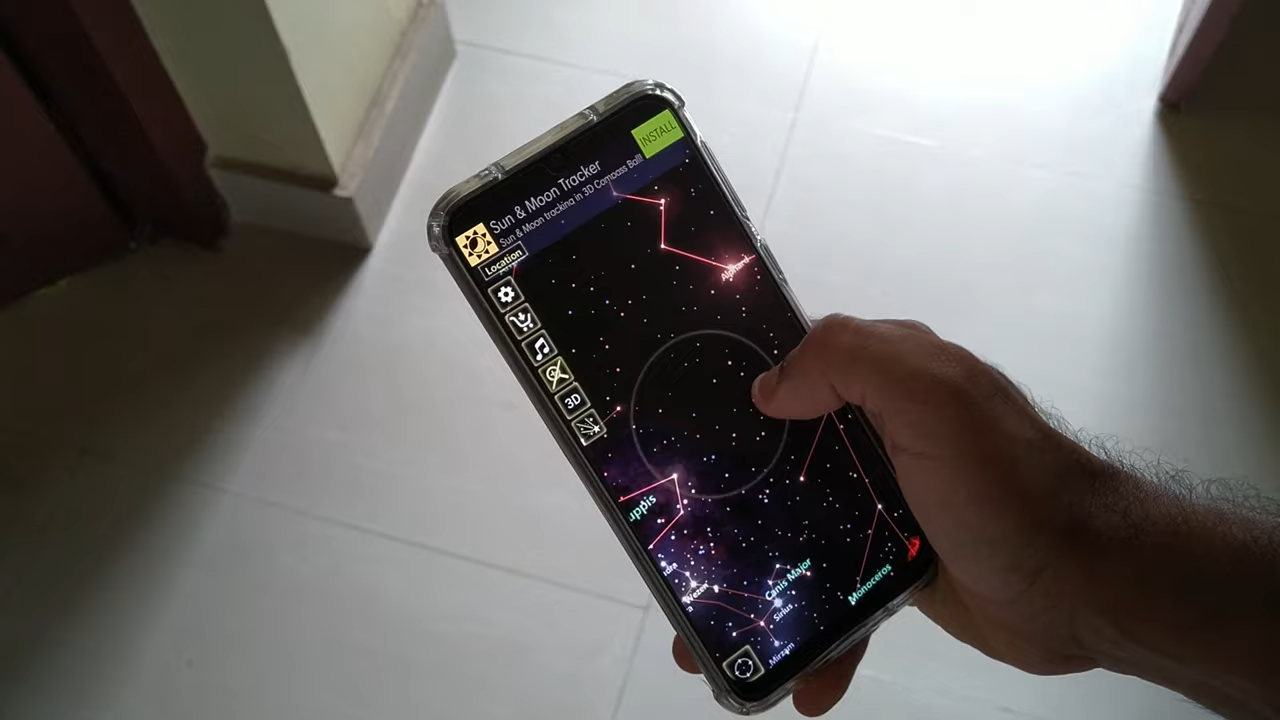 INSTALL
Sun & Moon Tracker
Sun & Moon tracking in 3D Compass Ball!
Location
Alphard
3D
uppis
Wezen
Canis Major
Sirius
Monoceros
Mirzam